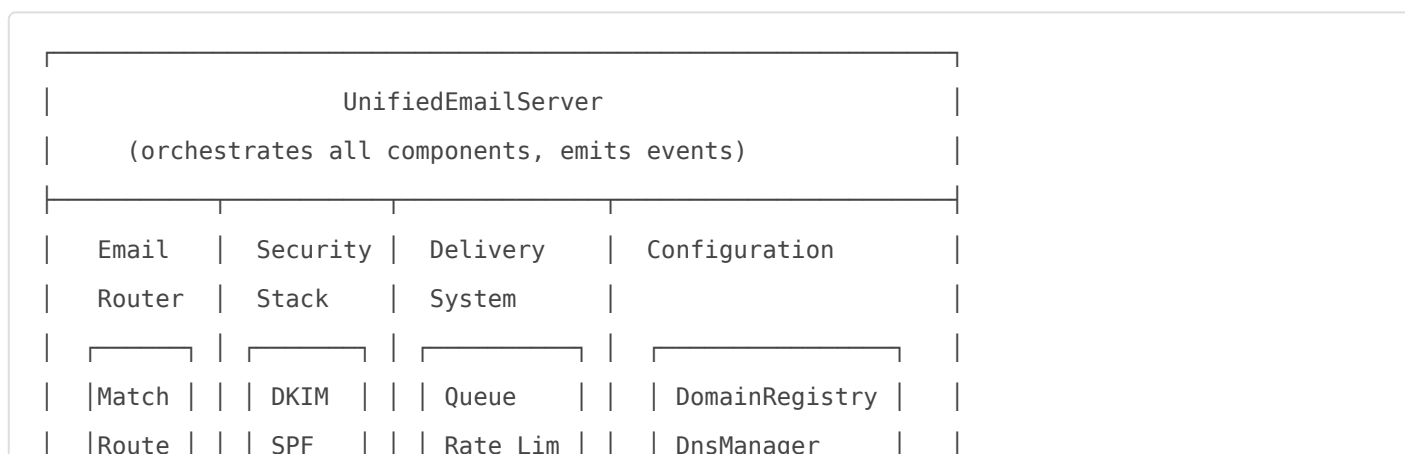 UnifiedEmailServer
(orchestrates all components, emits events)
Email Security Delivery Configuration
Router Stack System
Match DKIM Queue DomainRegistry
Route SPF Rate Lim DnsManager